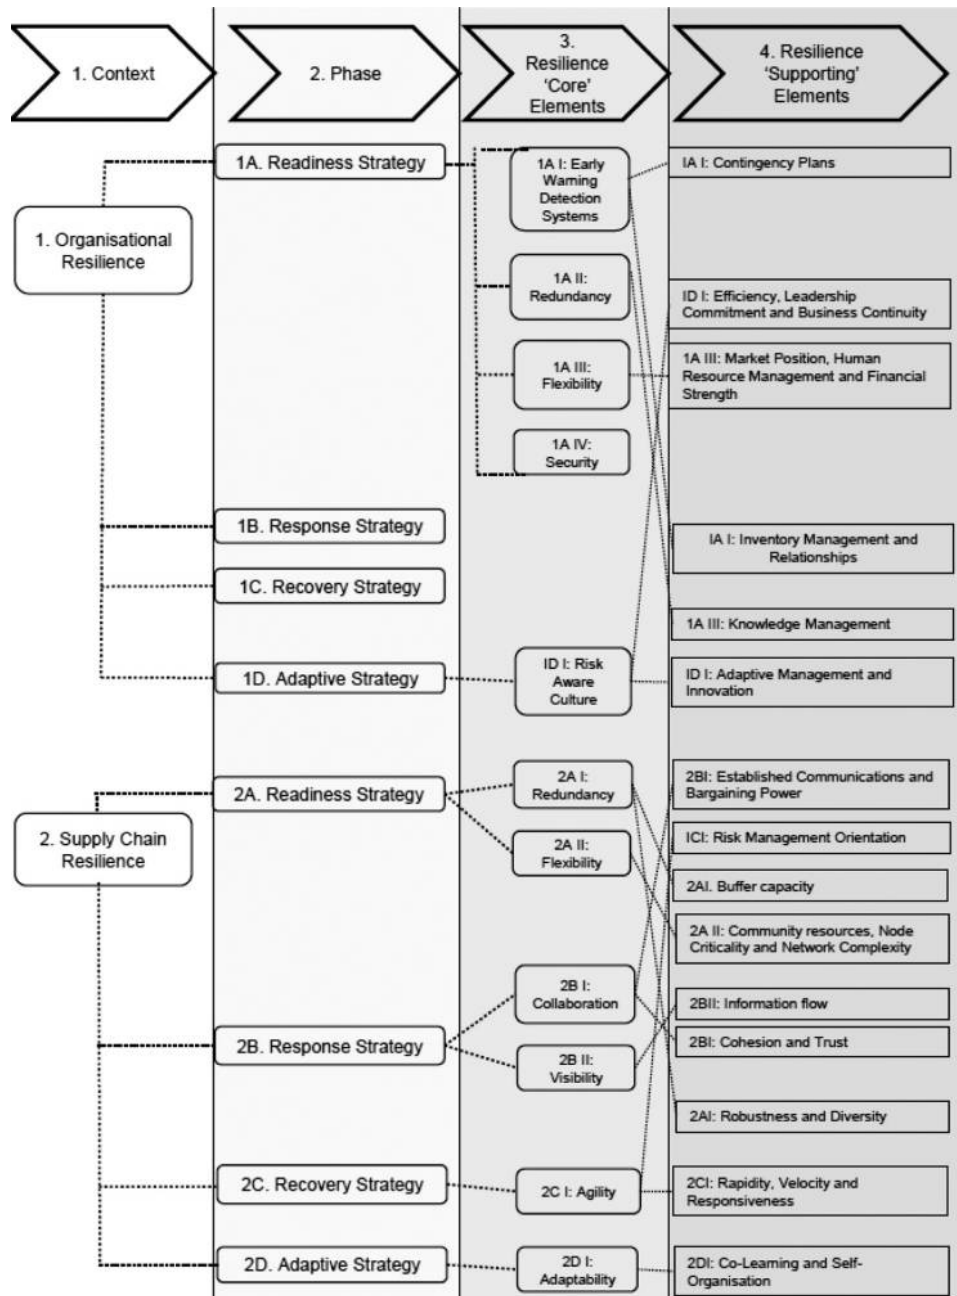 1. Context
2. Phase
3.
Resilience
‘Core’
Elements
4. Resilience
‘Supporting’
Elements
1. Organisational
Resilience
1A. Readiness Strategy
1B. Response Strategy
1C. Recovery Strategy
1D. Adaptive Strategy
1A I: Early
Warning
Detection
Systems
1A II:
Redundancy
1A III:
Flexibility
1A IV:
Security
ID I: Risk
Aware
Culture
IA I: Contingency Plans
ID I: Efficiency, Leadership
Commitment and Business Continuity
1A III: Market Position, Human
Resource Management and Financial
Strength
IA I: Inventory Management and
Relationships
1A III: Knowledge Management
ID I: Adaptive Management and
Innovation
2. Supply Chain
Resilience
2A. Readiness Strategy
2B. Response Strategy
2C. Recovery Strategy
2D. Adaptive Strategy
2A I:
Redundancy
2A II:
Flexibility
2B I:
Collaboration
2B II:
Visibility
2C I: Agility
2D I:
Adaptability
2BI: Established Communications and
Bargaining Power
ICI: Risk Management Orientation
2AI. Buffer capacity
2A II: Community resources, Node
Criticality and Network Complexity
2BII: Information flow
2BI: Cohesion and Trust
2AI: Robustness and Diversity
2CI: Rapidity, Velocity and
Responsiveness
2DI: Co-Learning and Self-
Organisation